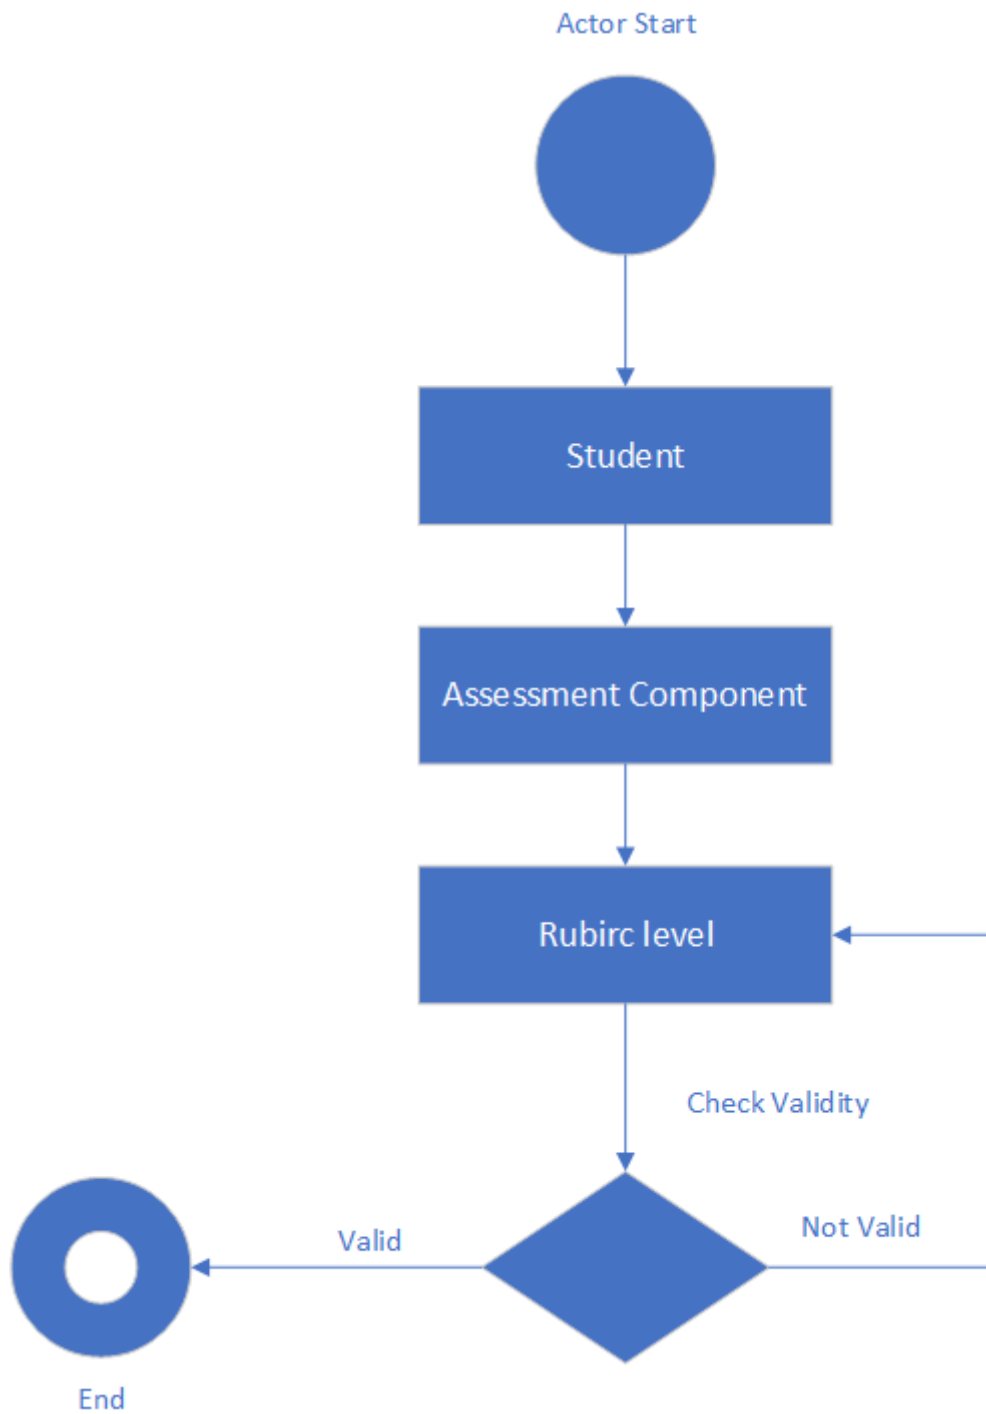 Actor Start
Student
Assessment Component
Rubirc level
Check Validity
Valid
Not Valid
End